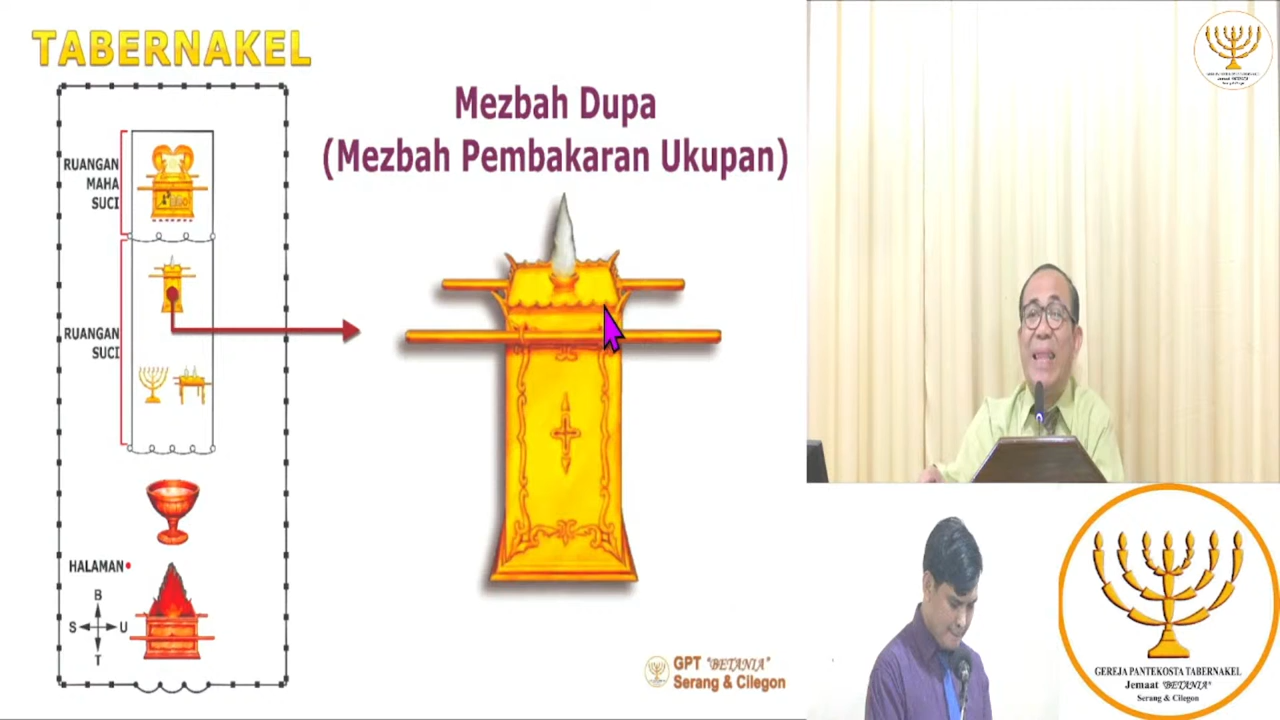 TABERNAKEL
RUANGAN
MAHA
SUCI
RUANGAN
SUCI
HALAMAN
B
S
U
T
Mezbah Dupa
(Mezbah Pembakaran Ukupan)
GPT "BETANIA"
Serang & Cilegon
GEREJA PANTEKOSTA TABERNAKEL
Jemaat "BETANIA"
Serang & Cilegon